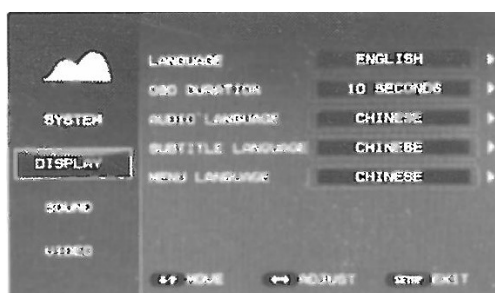 LANGUAGE ENGLISH
OSD DURATION 10 SECONDS
SYSTEM AUDIO LANGUAGE CHINESE
SUBTITLE LANGUAGE CHINESE
DISPLAY
MENU LANGUAGE CHINESE
SOUND
VIDEO
MOVE ADJUST SETUP EXIT